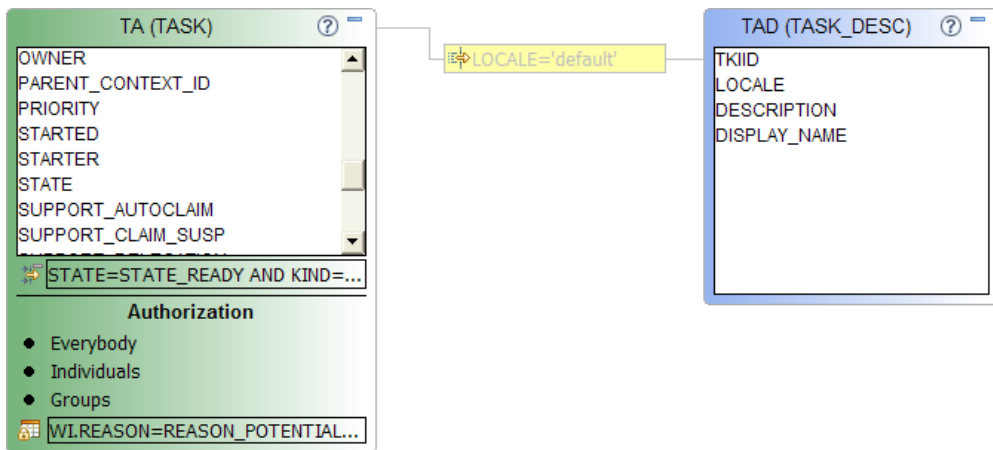 TA (TASK)
OWNER
PARENT_CONTEXT_ID
PRIORITY
STARTED
STARTER
STATE
SUPPORT_AUTOCLAIM
SUPPORT_CLAIM_SUSP
STATE=STATE_READY AND KIND=...
Authorization
Everybody
Individuals
Groups
WI.REASON=REASON_POTENTIAL...
LOCALE='default'
TAD (TASK_DESC)
TKIID
LOCALE
DESCRIPTION
DISPLAY_NAME